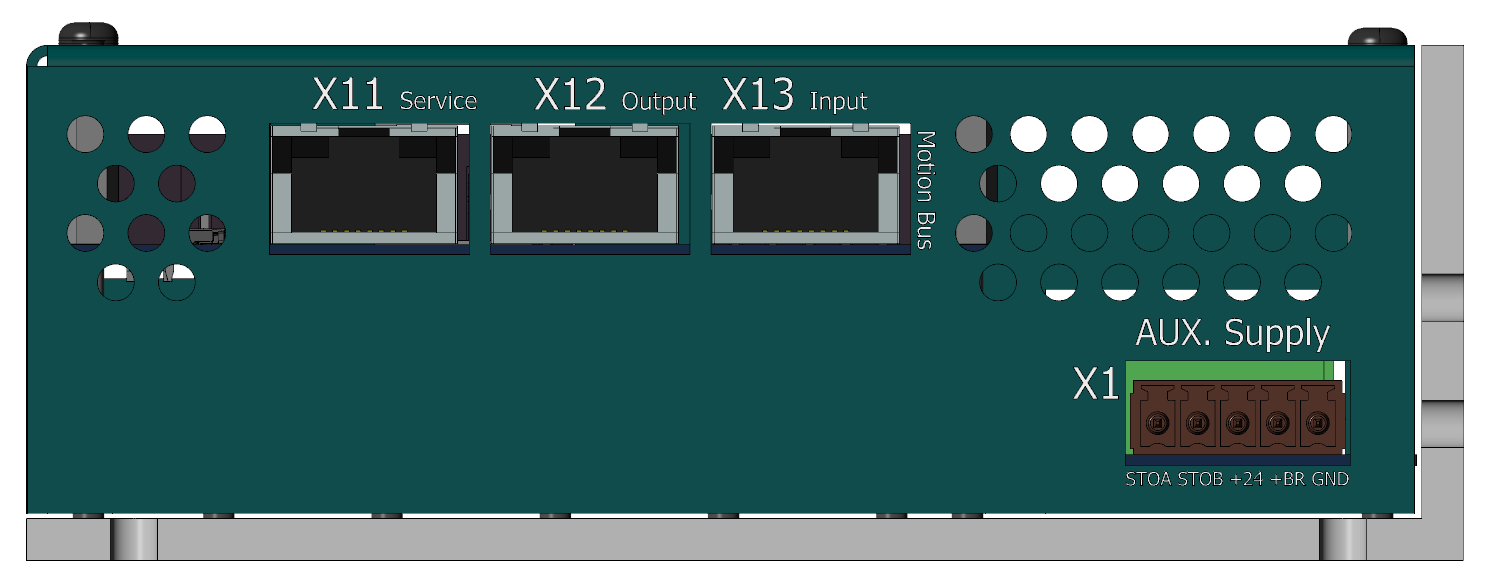 X11 Service
X12 Output
X13 Input
Motion Bus
AUX. Supply
X1
STOA STOB +24 +BR GND